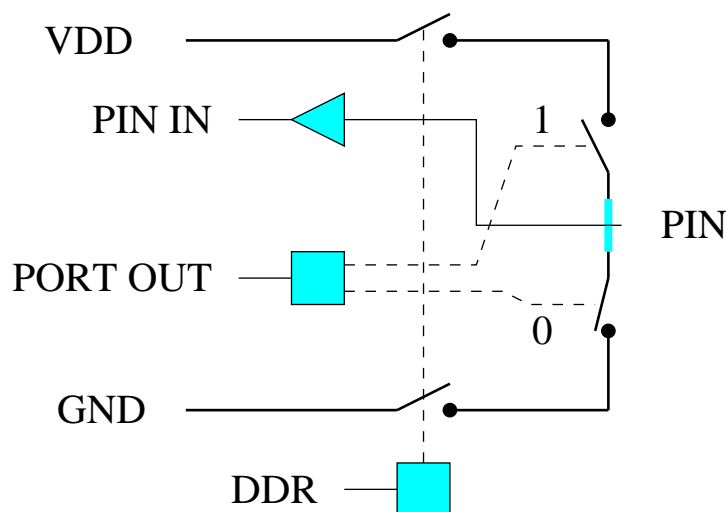 VDD
PIN IN
1
PIN
PORT OUT
0
GND
DDR